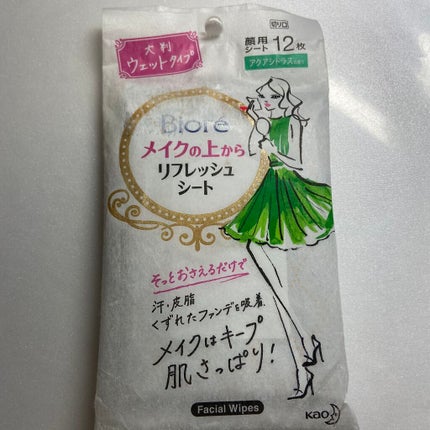 大判
ウェットタイプ
切り口
顔用
シート 12枚
アクアシトラスの香り
Bioré
メイクの上から
リフレッシュ
シート
そっとおさえるだけで
汗・皮脂
くずれたファンデを吸着
メイクはキープ
肌さっぱり!
Facial Wipes
Kao